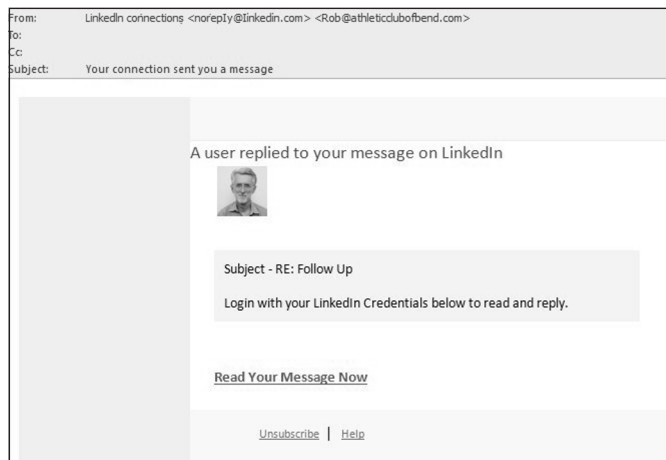 From: LinkedIn connections <norepIy@Iinkedin.com> <Rob@athleticclubofbend.com>
To:
Cc:
Subject: Your connection sent you a message
A user replied to your message on LinkedIn
Subject - RE: Follow Up
Login with your LinkedIn Credentials below to read and reply.
Read Your Message Now
Unsubscribe | Help